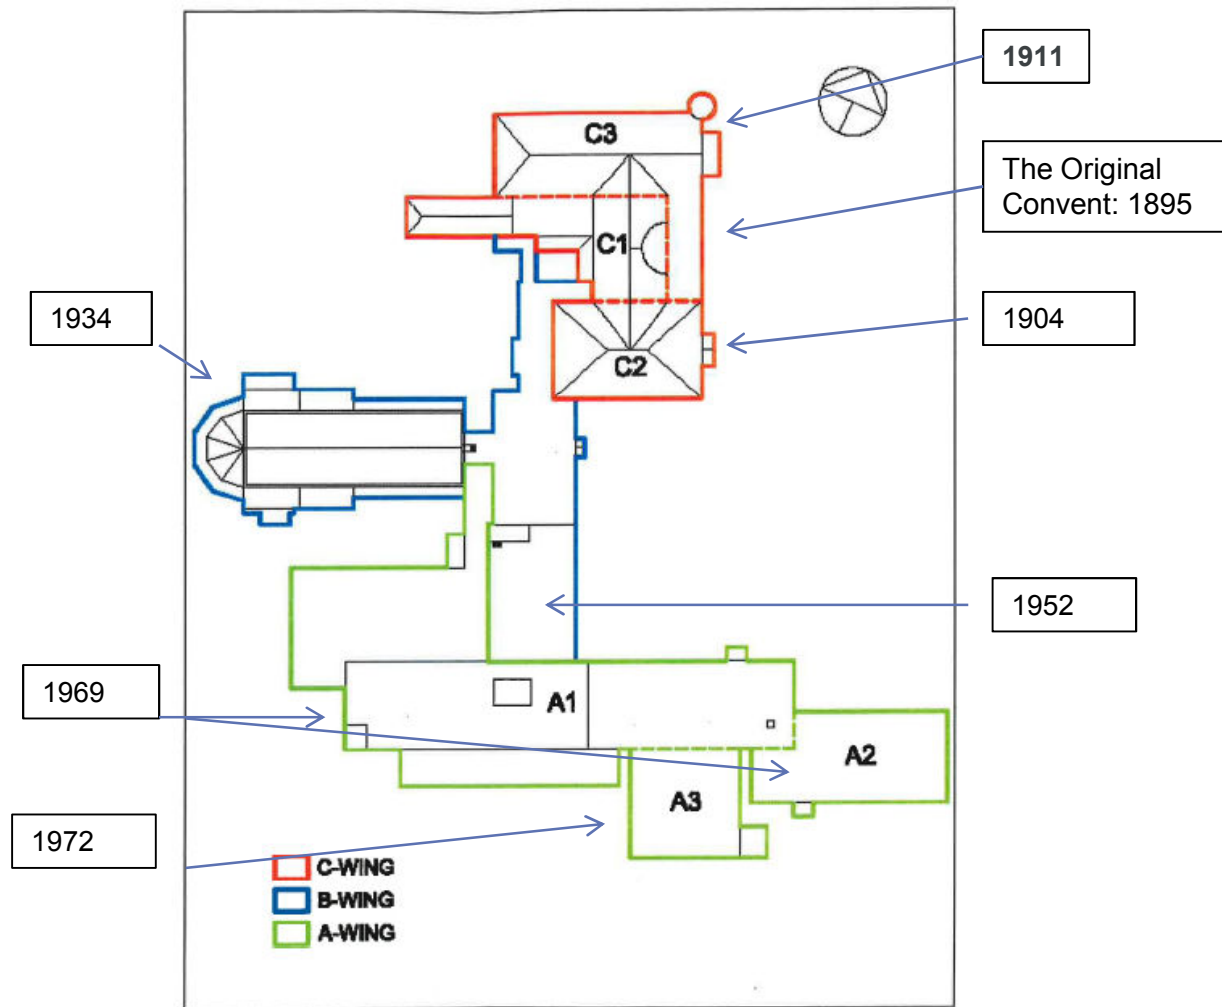 1911
C3
The Original
Convent: 1895
C1
1934
1904
C2
1952
1969
A1
A2
A3
1972
C-WING
B-WING
A-WING